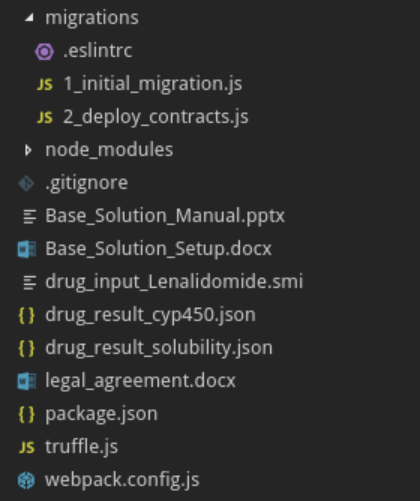 migrations
.eslintrc
JS 1_initial_migration.js
JS 2_deploy_contracts.js
node_modules
.gitignore
Base_Solution_Manual.pptx
Base_Solution_Setup.docx
drug_input_Lenalidomide.smi
{ } drug_result_cyp450.json
{ } drug_result_solubility.json
legal_agreement.docx
{ } package.json
JS truffle.js
webpack.config.js